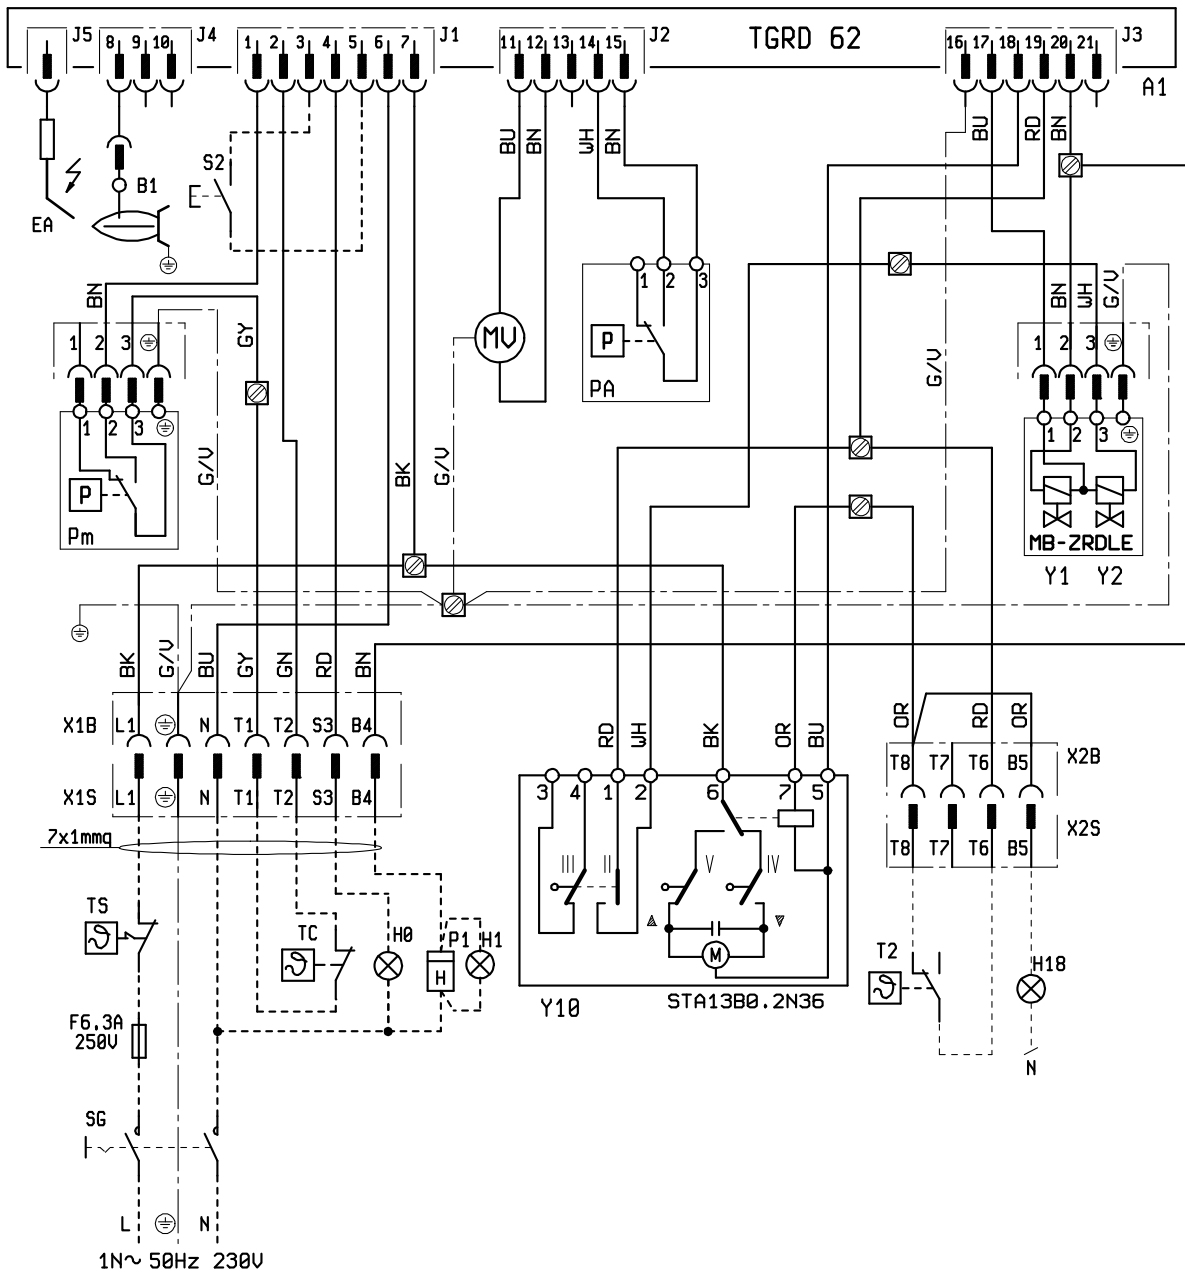 J5 8 9 10 J4 1 2 3 4 5 6 7 J1 11 12 13 14 15 J2 TGRD 62 16 17 18 19 20 21 J3
A1
BU BN WH BN BU RD BN
S2
B1
EA
1 2 3
BN GY MV P PA G/V BN WH G/V
1 2 3 1 2 3
1 2 3 1 2 3
P
Pm
G/V BK G/V
MB-ZRDLE
Y1 Y2
BK G/V BU GY GN RD BN
RD WH BK OR BU OR RD OR
X1B L1 N T1 T2 S3 B4
T8 T7 T6 B5 X2B
X1S L1 N T1 T2 S3 B4
3 4 1 2 6 7 5
X2S
T8 T7 T6 B5
7x1mmq
III II V IV
TS TC H0 P1 H1
H
M
T2 H18
Y10 STA13B0.2N36
F6,3A
250V
N
SG
L N
1N~ 50Hz 230V